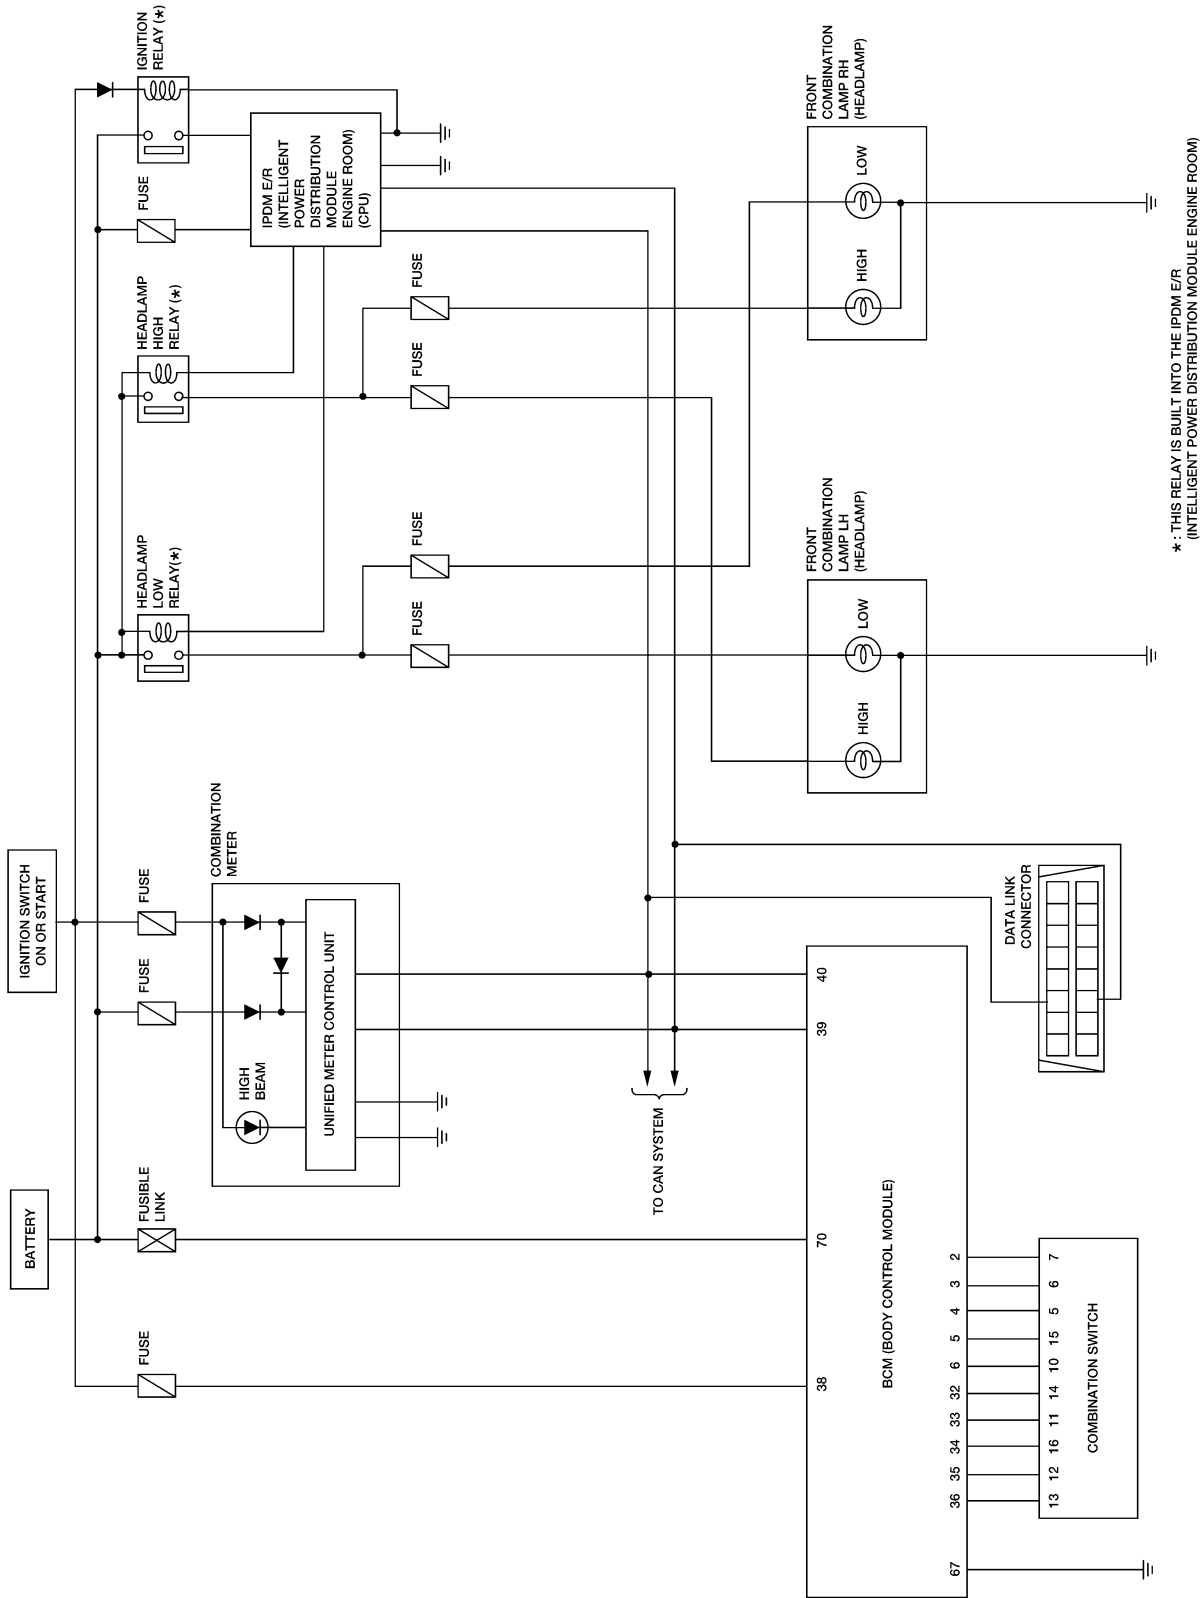 IGNITION
RELAY (*)
FUSE
HEADLAMP
HIGH
RELAY (*)
HEADLAMP
LOW
RELAY(*)
IPDM E/R
(INTELLIGENT
POWER
DISTRIBUTION
MODULE
ENGINE ROOM)
(CPU)
FUSE
FUSE
FUSE
FUSE
FRONT
COMBINATION
LAMP RH
(HEADLAMP)
LOW
HIGH
FRONT
COMBINATION
LAMP LH
(HEADLAMP)
LOW
HIGH
* : THIS RELAY IS BUILT INTO THE IPDM E/R
(INTELLIGENT POWER DISTRIBUTION MODULE ENGINE ROOM)
IGNITION SWITCH
ON OR START
FUSE
FUSE
COMBINATION
METER
HIGH
BEAM
UNIFIED METER CONTROL UNIT
DATA LINK
CONNECTOR
TO CAN SYSTEM
BATTERY
FUSIBLE
LINK
FUSE
40
39
70
38
BCM (BODY CONTROL MODULE)
2
3
4
5
6
32
33
34
35
36
67
7
6
5
15
10
14
11
16
12
13
COMBINATION SWITCH